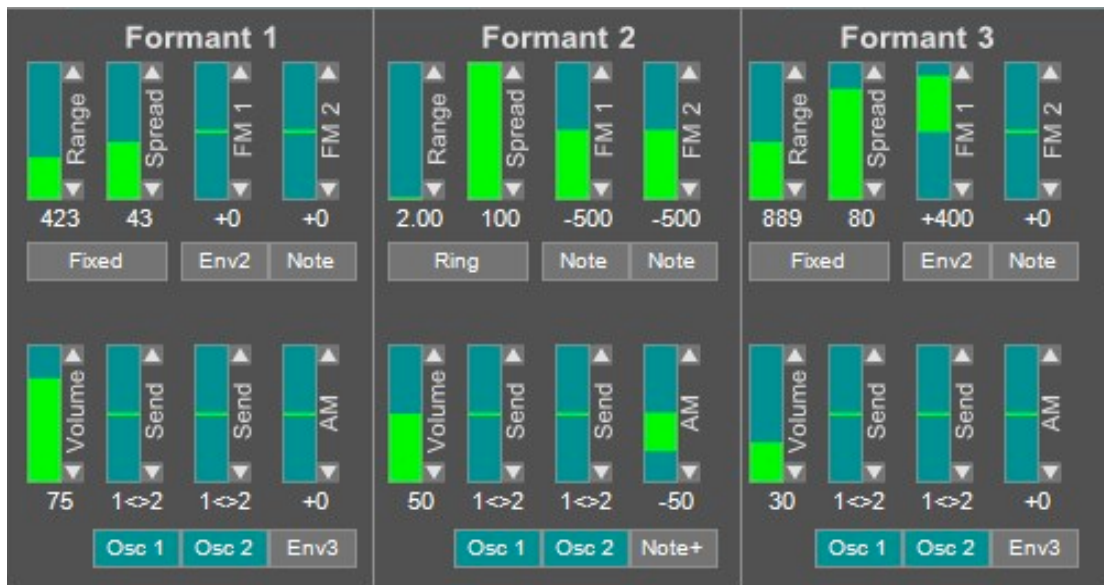 Formant 1
Range Spread FM 1 FM 2
423 43 +0 +0
Fixed Env2 Note
Volume Send Send AM
75 1<>2 1<>2 +0
Osc 1 Osc 2 Env3
Formant 2
Range Spread FM 1 FM 2
2.00 100 -500 -500
Ring Note Note
Volume Send Send AM
50 1<>2 1<>2 -50
Osc 1 Osc 2 Note+
Formant 3
Range Spread FM 1 FM 2
889 80 +400 +0
Fixed Env2 Note
Volume Send Send AM
30 1<>2 1<>2 +0
Osc 1 Osc 2 Env3